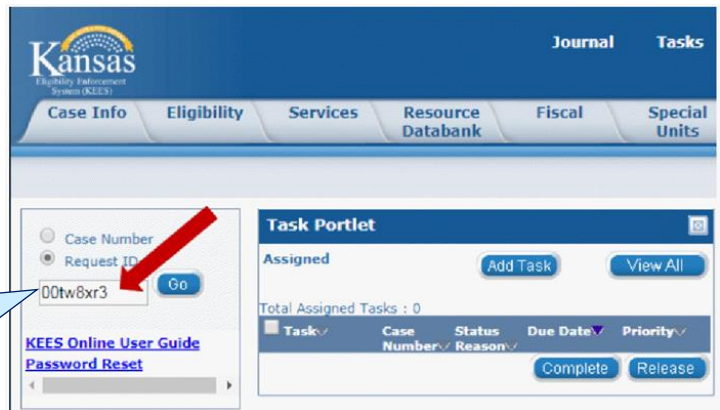 Kansas
Eligibility Enforcement
System (KEES)
Journal Tasks
Case Info Eligibility Services Resource Databank Fiscal Special Units
Case Number
Request ID
00tw8xr3 Go
KEES Online User Guide
Password Reset
Task Portlet
Assigned Add Task View All
Total Assigned Tasks : 0
Task Case Number Status Reason Due Date Priority
Complete Release